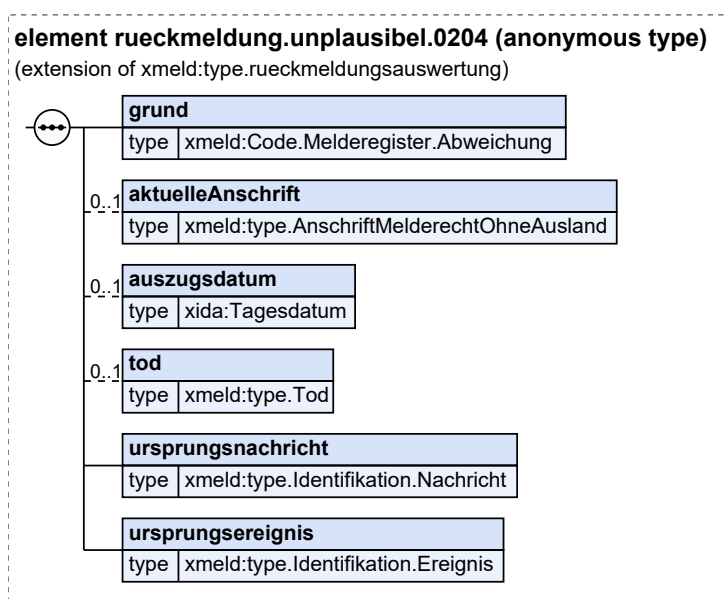 element rueckmeldung.unplausibel.0204 (anonymous type)
(extension of xmeld:type.rueckmeldungsauswertung)
grund
type xmeld:Code.Melderegister.Abweichung
0..1 aktuelleAnschrift
type xmeld:type.AnschriftMelderechtOhneAusland
0..1 auszugsdatum
type xida:Tagesdatum
0..1 tod
type xmeld:type.Tod
ursprungsnachricht
type xmeld:type.Identifikation.Nachricht
ursprungsereignis
type xmeld:type.Identifikation.Ereignis